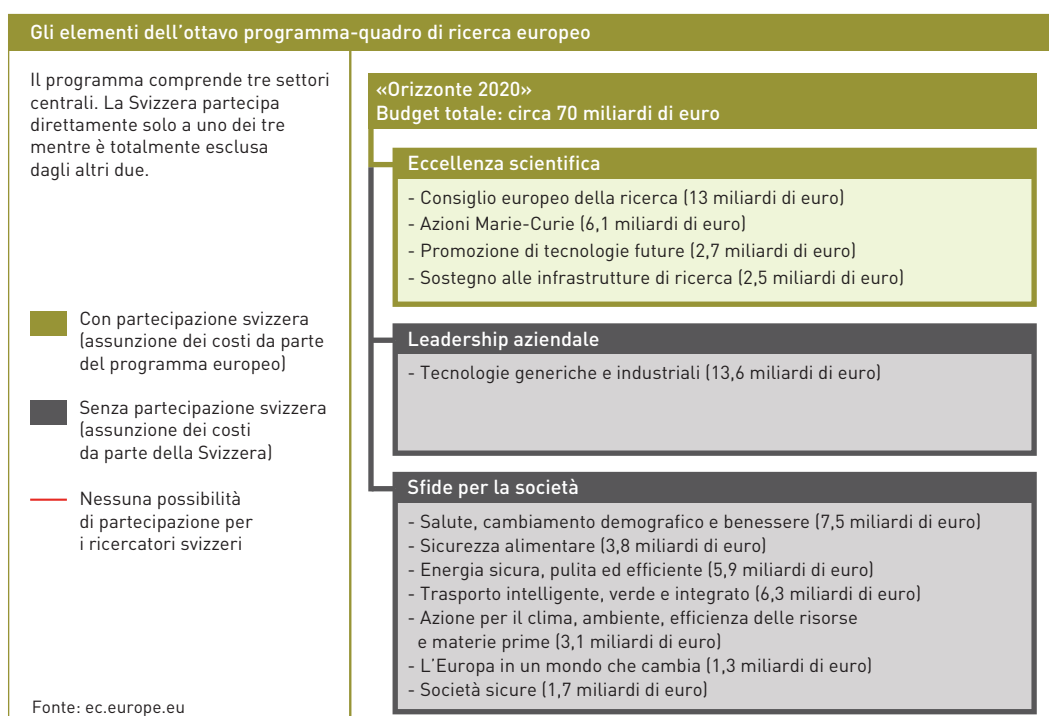 Gli elementi dell'ottavo programma-quadro di ricerca europeo
Il programma comprende tre settori
centrali. La Svizzera partecipa
direttamente solo a uno dei tre
mentre è totalmente esclusa
dagli altri due.
Con partecipazione svizzera
(assunzione dei costi da parte
del programma europeo)
Senza partecipazione svizzera
(assunzione dei costi
da parte della Svizzera)
Nessuna possibilità
di partecipazione per
i ricercatori svizzeri
Fonte: ec.europe.eu
«Orizzonte 2020»
Budget totale: circa 70 miliardi di euro
Eccellenza scientifica
- Consiglio europeo della ricerca (13 miliardi di euro)
- Azioni Marie-Curie (6,1 miliardi di euro)
- Promozione di tecnologie future (2,7 miliardi di euro)
- Sostegno alle infrastrutture di ricerca (2,5 miliardi di euro)
Leadership aziendale
- Tecnologie generiche e industriali (13,6 miliardi di euro)
Sfide per la società
- Salute, cambiamento demografico e benessere (7,5 miliardi di euro)
- Sicurezza alimentare (3,8 miliardi di euro)
- Energia sicura, pulita ed efficiente (5,9 miliardi di euro)
- Trasporto intelligente, verde e integrato (6,3 miliardi di euro)
- Azione per il clima, ambiente, efficienza delle risorse
e materie prime (3,1 miliardi di euro)
- L'Europa in un mondo che cambia (1,3 miliardi di euro)
- Società sicure (1,7 miliardi di euro)